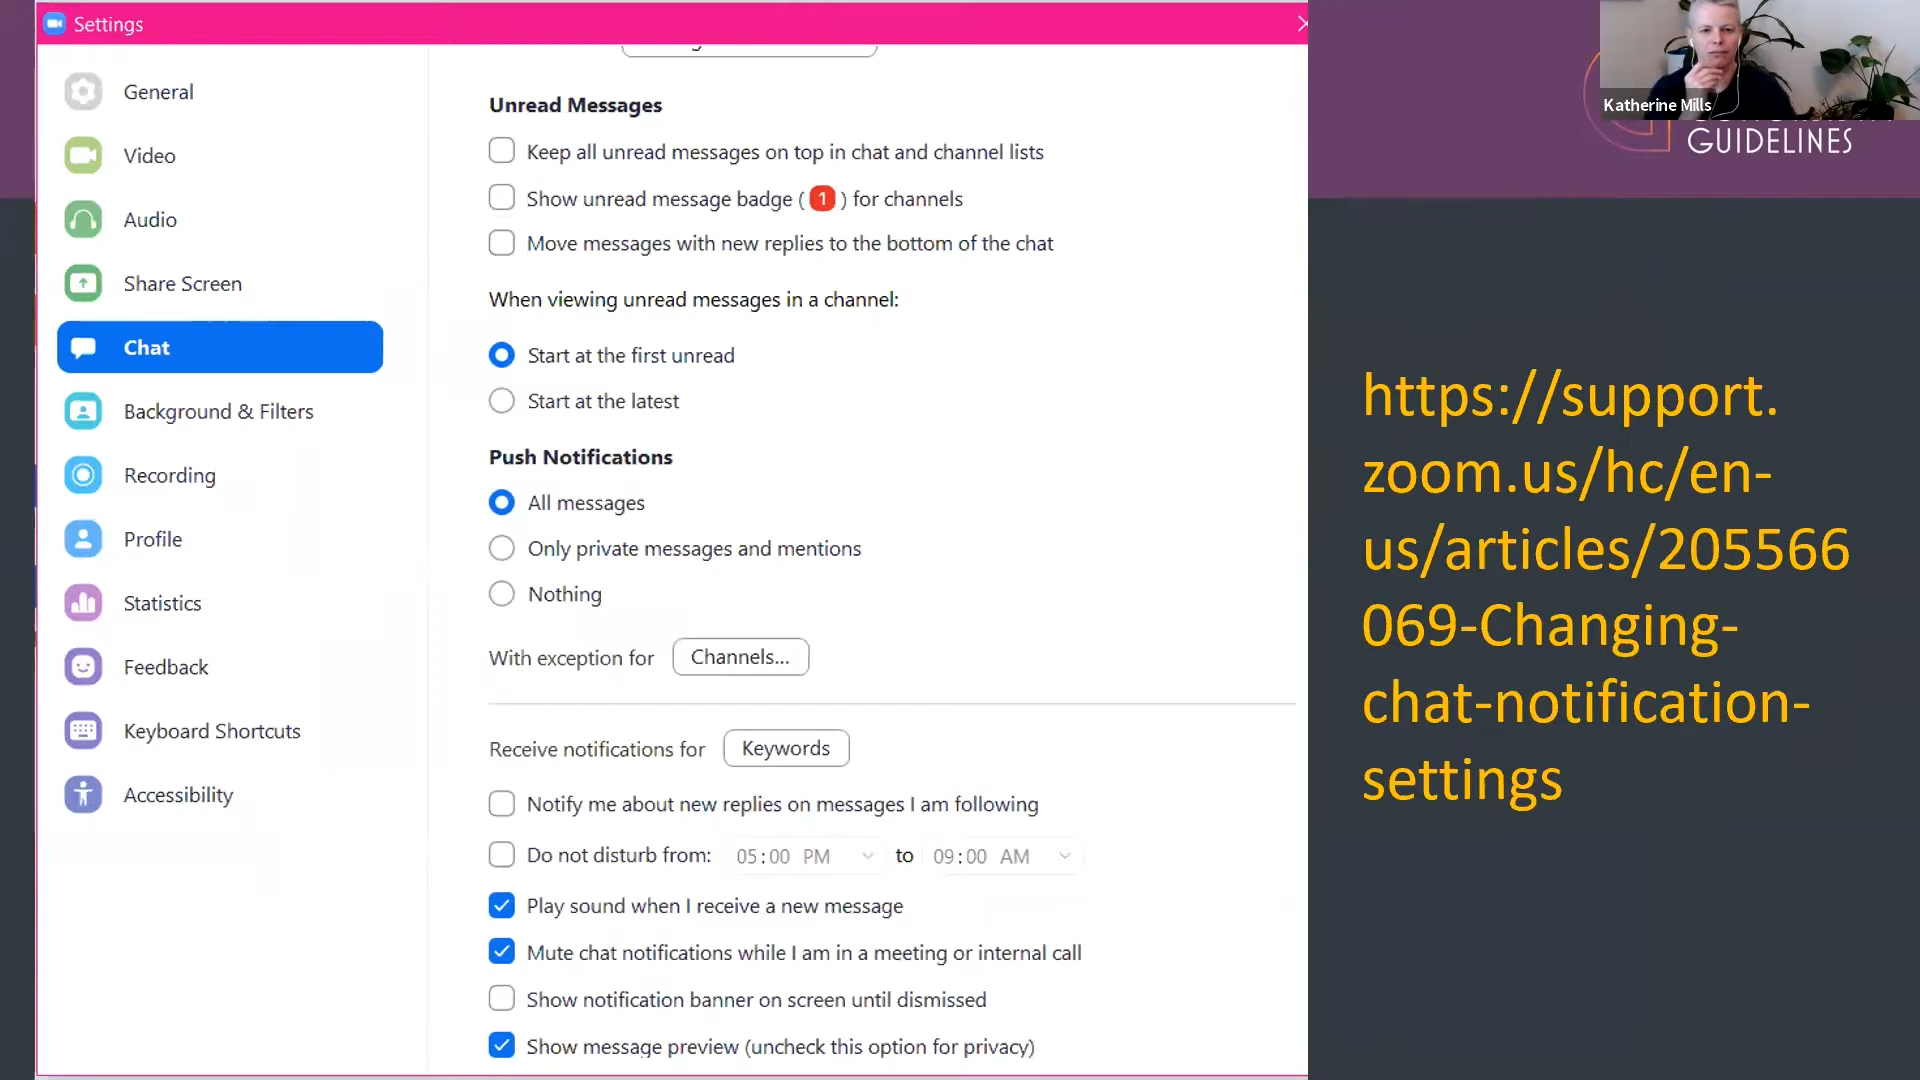 Settings
General
Video
Audio
Share Screen
Chat
Background & Filters
Recording
Profile
Statistics
Feedback
Keyboard Shortcuts
Accessibility
Unread Messages
Keep all unread messages on top in chat and channel lists
Show unread message badge ( 1 ) for channels
Move messages with new replies to the bottom of the chat
When viewing unread messages in a channel:
Start at the first unread
Start at the latest
Push Notifications
All messages
Only private messages and mentions
Nothing
With exception for Channels...
Receive notifications for Keywords
Notify me about new replies on messages I am following
Do not disturb from: 05:00 PM to 09:00 AM
Play sound when I receive a new message
Mute chat notifications while I am in a meeting or internal call
Show notification banner on screen until dismissed
Show message preview (uncheck this option for privacy)
Katherine Mills
GUIDELINES
https://support.
zoom.us/hc/en-
us/articles/205566
069-Changing-
chat-notification-
settings